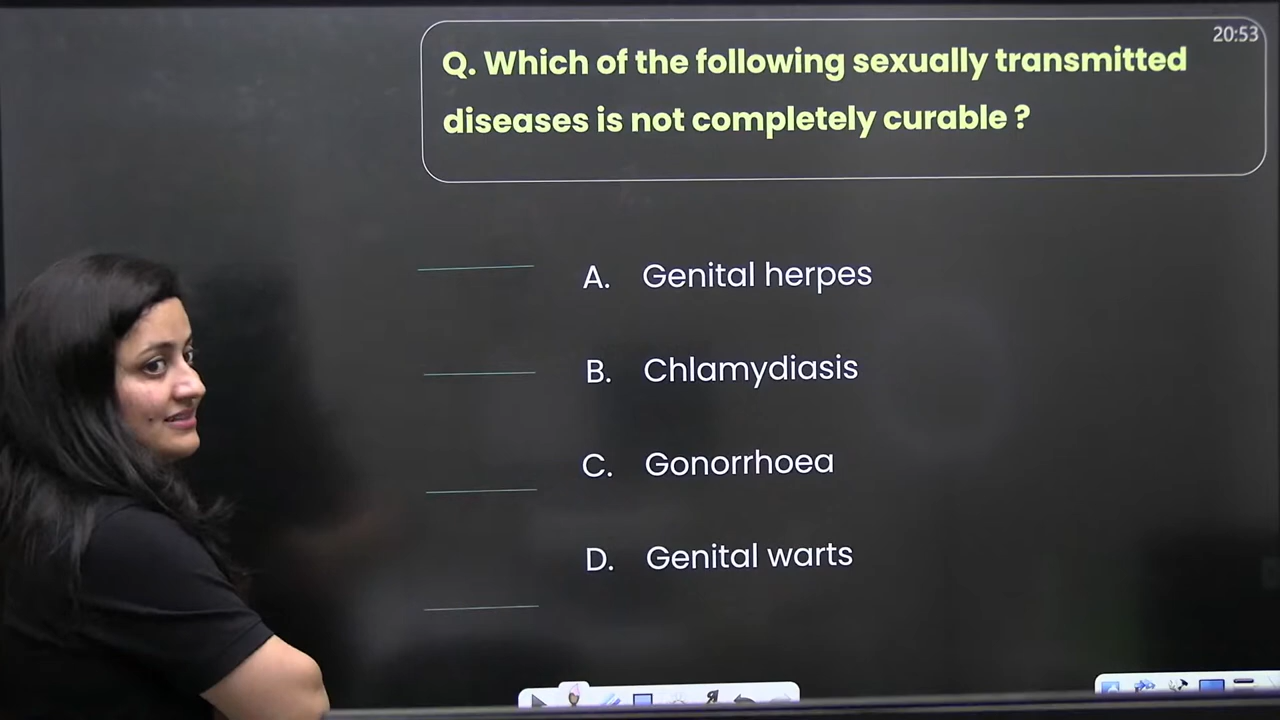 20:53
Q. Which of the following sexually transmitted
diseases is not completely curable ?
A. Genital herpes
B. Chlamydiasis
C. Gonorrhoea
D. Genital warts